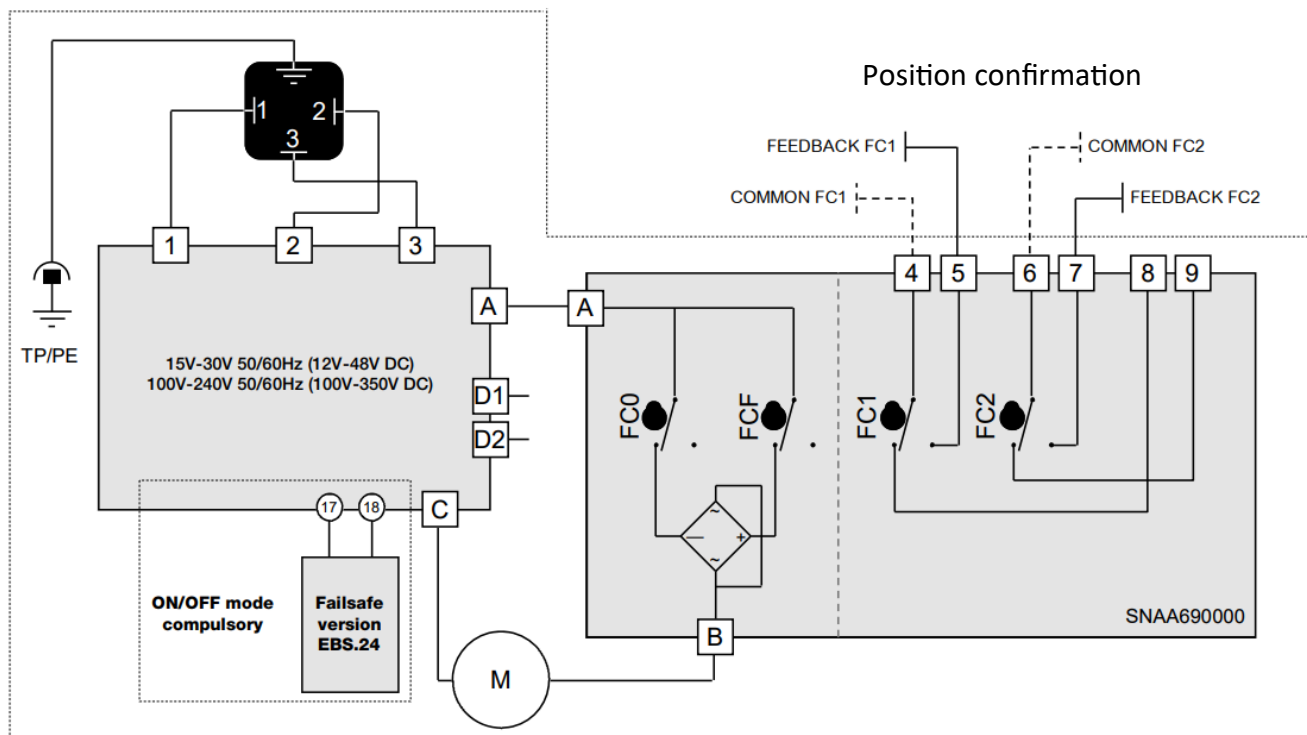 Position confirmation
1
2
3
FEEDBACK FC1
COMMON FC2
COMMON FC1
FEEDBACK FC2
1
2
3
4
5
6
7
8
9
A
A
TP/PE
15V-30V 50/60Hz (12V-48V DC)
100V-240V 50/60Hz (100V-350V DC)
D1
D2
FC0
FCF
FC1
FC2
17
18
C
~
— +
~
ON/OFF mode
compulsory
Failsafe
version
EBS.24
SNAA690000
B
M